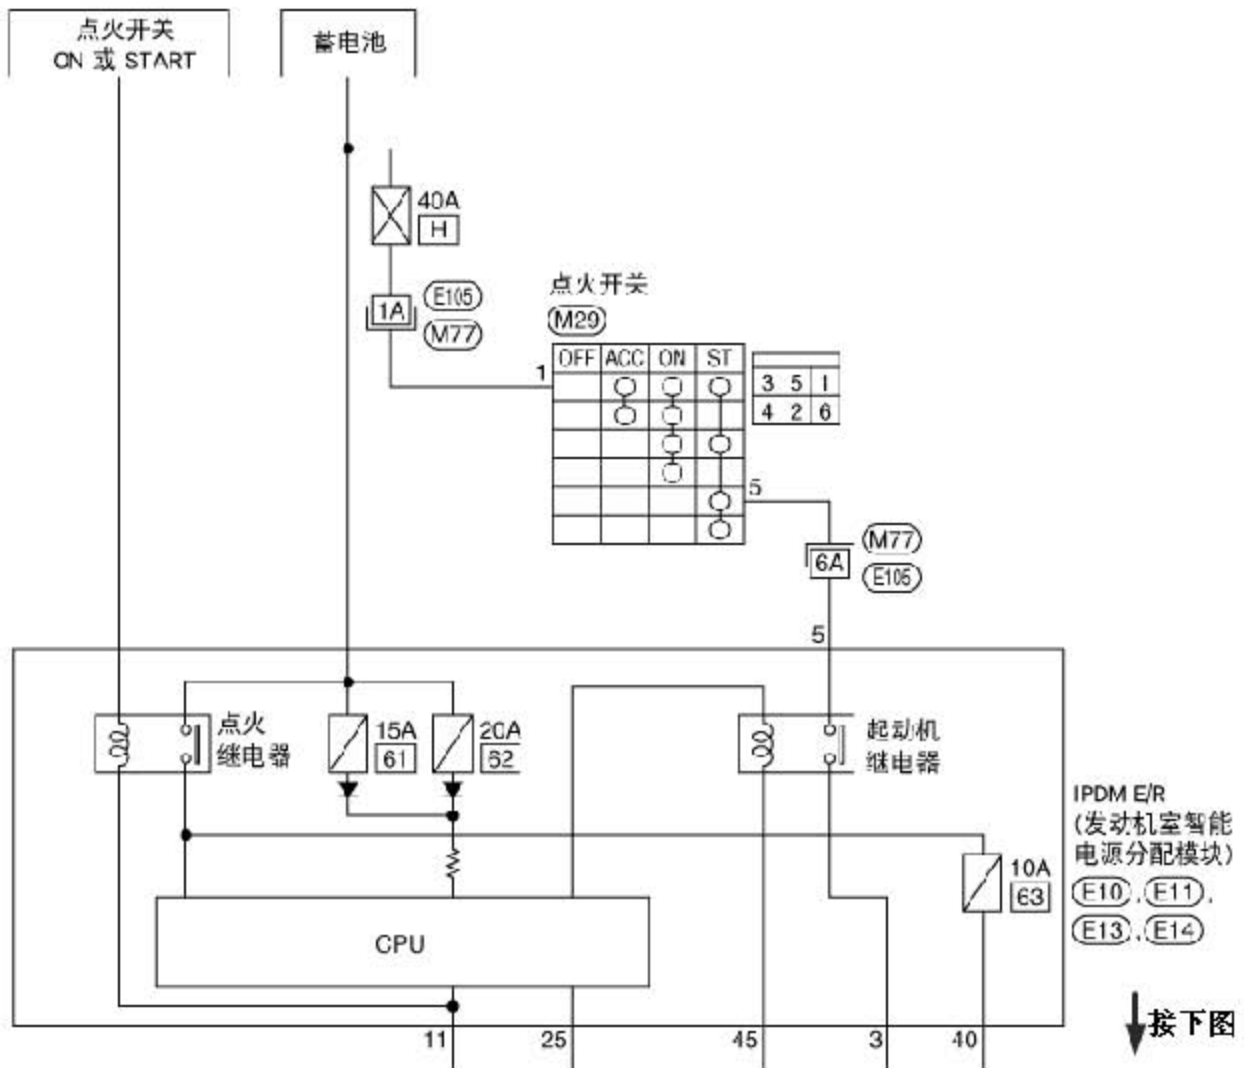 点火开关
ON 或 START
蓄电池
40A
H
1A
E105
M77
点火开关
M29
OFF ACC ON ST
1
3 5 1
4 2 6
5
M77
6A
E105
5
点火
继电器
15A
61
20A
62
起动机
继电器
IPDM E/R
(发动机室智能
电源分配模块)
E10 , E11 ,
E13 , E14
10A
63
CPU
接下图
11 25 45 3 40